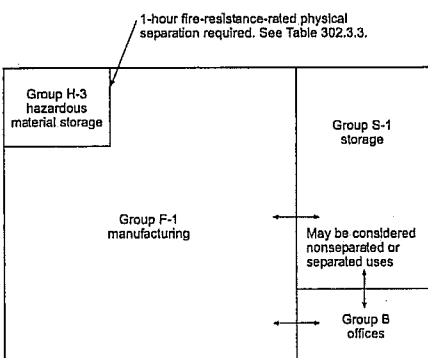 1-hour fire-resistance-rated physical
separation required. See Table 302.3.3.
Group H-3
hazardous
material storage
Group S-1
storage
Group F-1
manufacturing
May be considered
nonseparated or
separated uses
Group B
offices